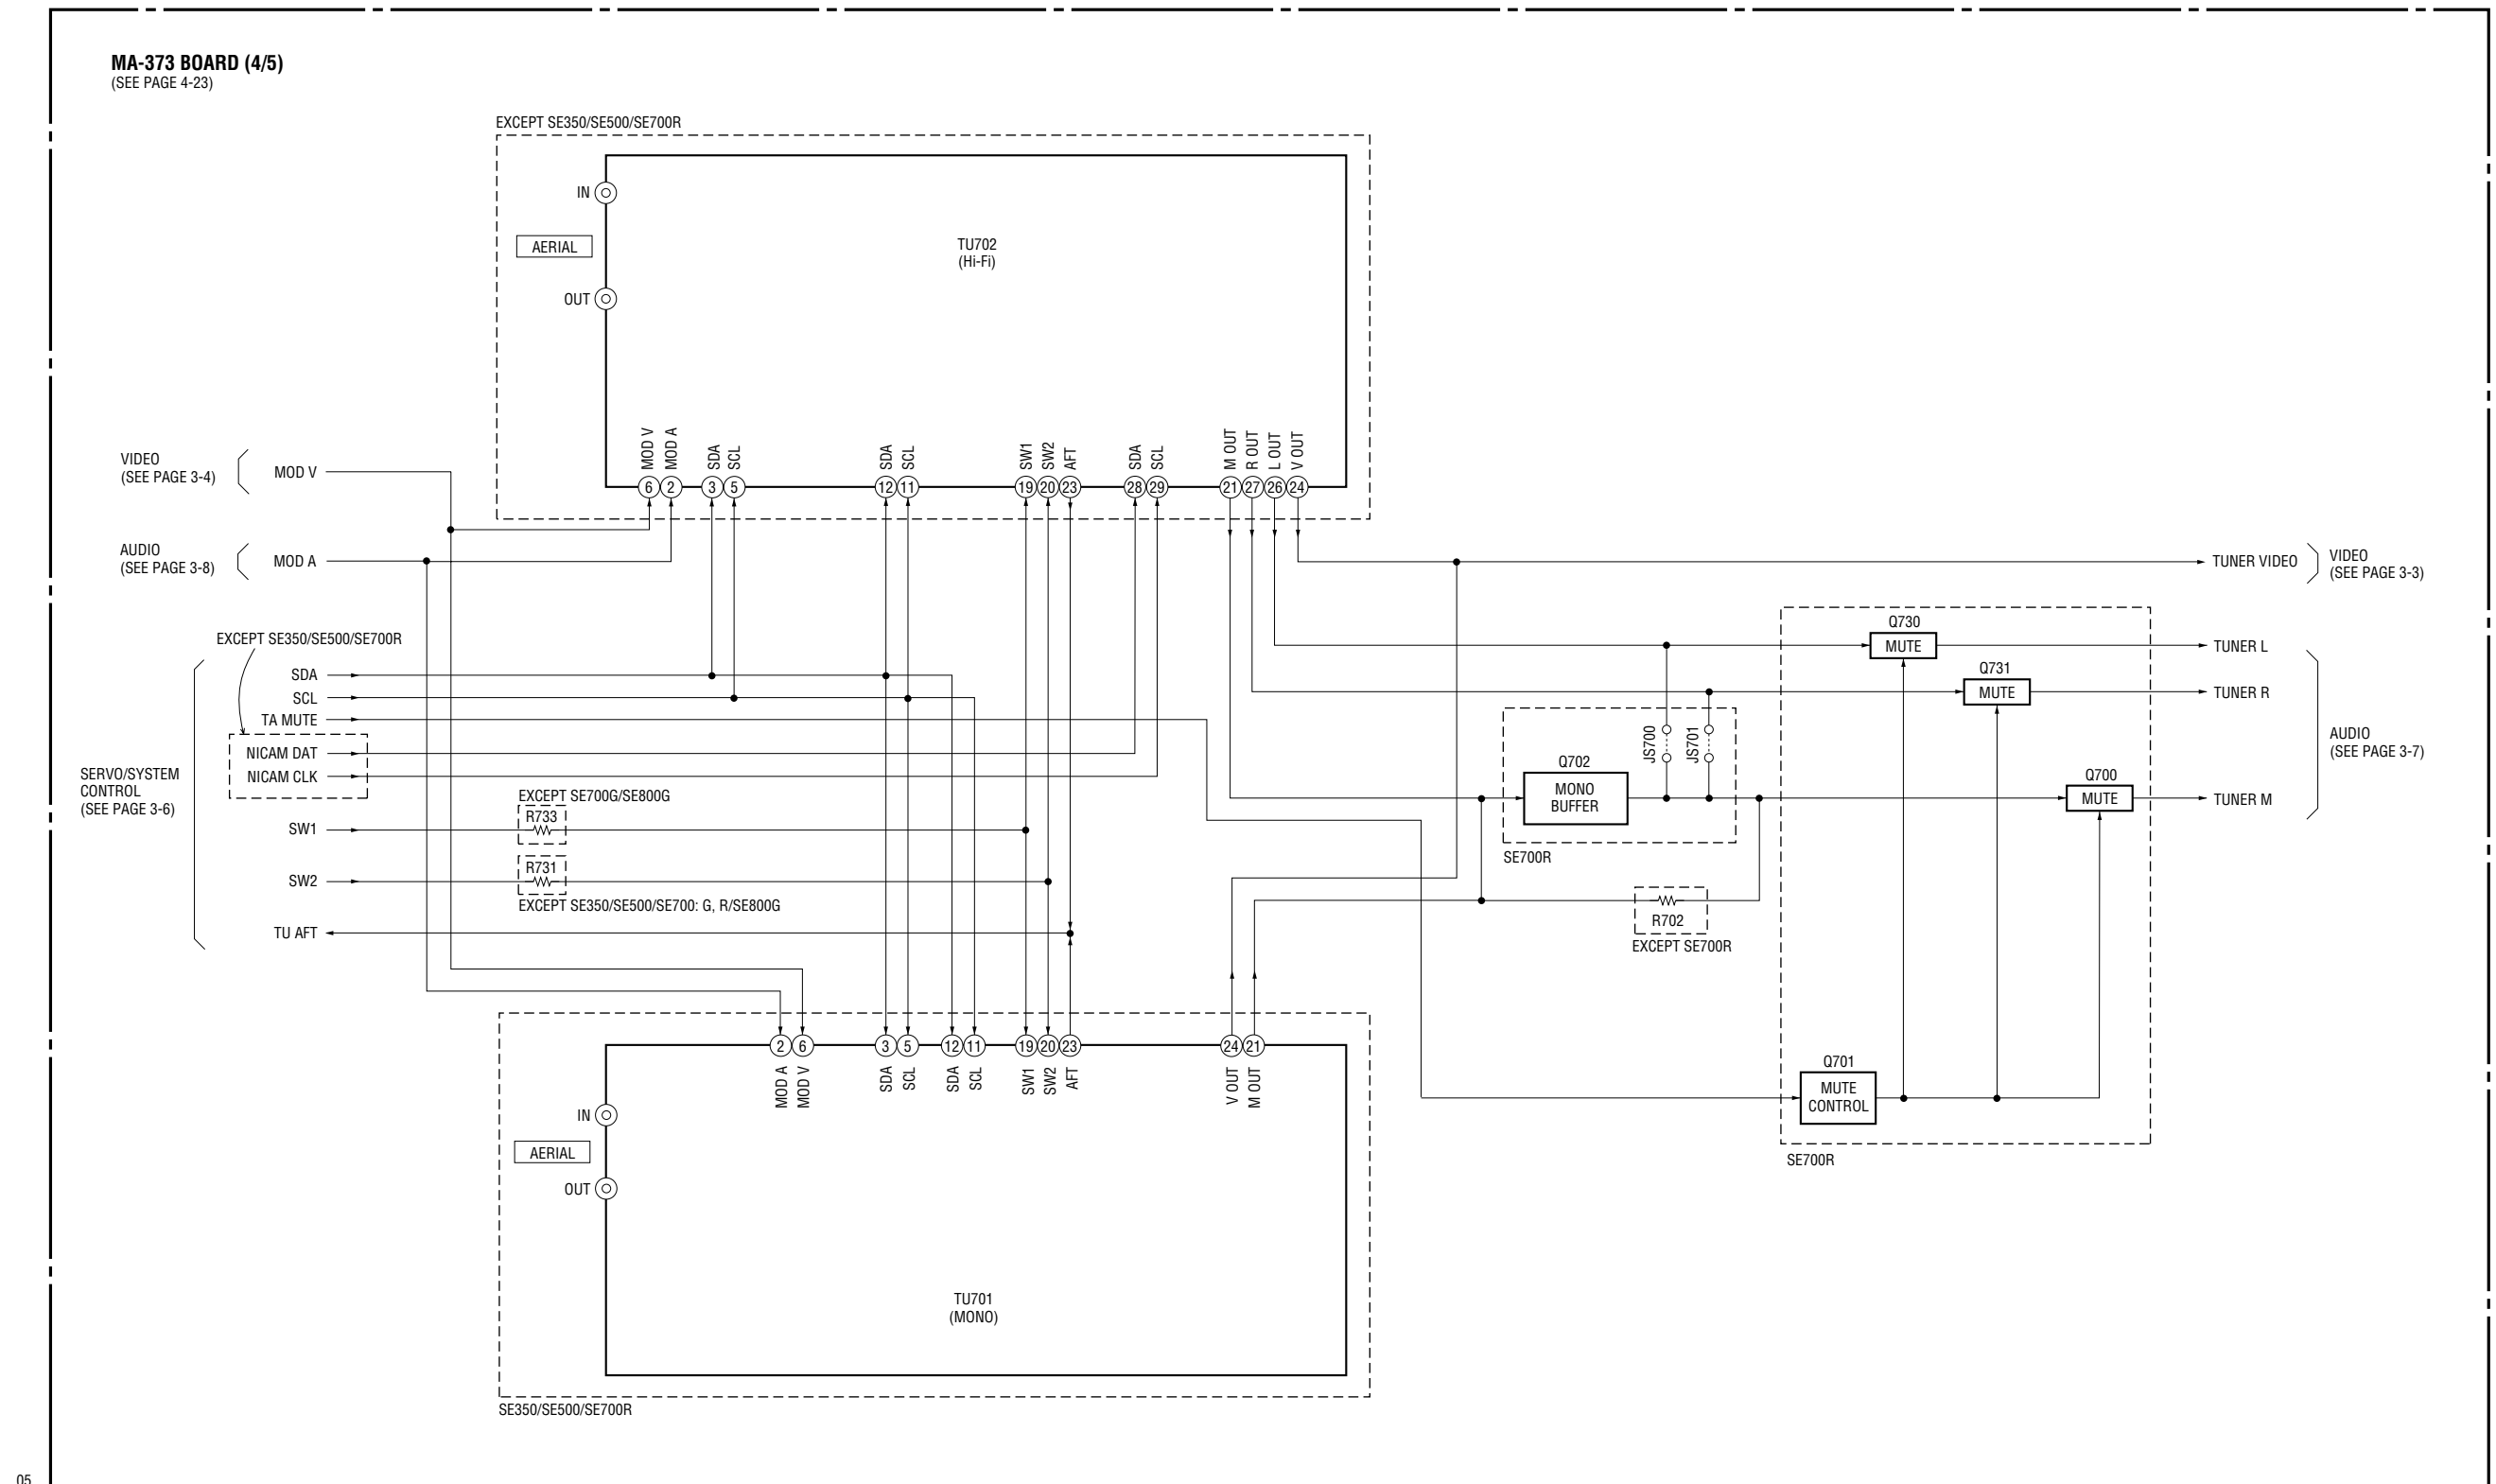 MA-373 BOARD (4/5)
(SEE PAGE 4-23)
EXCEPT SE350/SE500/SE700R
IN
AERIAL
OUT
TU702
(Hi-Fi)
MOD V
MOD A
SDA
SCL
SDA
SCL
SW1
SW2
AFT
SDA
SCL
M OUT
R OUT
L OUT
V OUT
6
2
3
5
12
11
19
20
23
28
29
21
27
26
24
VIDEO
(SEE PAGE 3-4)
MOD V
AUDIO
(SEE PAGE 3-8)
MOD A
TUNER VIDEO
VIDEO
(SEE PAGE 3-3)
EXCEPT SE350/SE500/SE700R
SERVO/SYSTEM
CONTROL
(SEE PAGE 3-6)
SDA
SCL
TA MUTE
NICAM DAT
NICAM CLK
SW1
SW2
TU AFT
EXCEPT SE700G/SE800G
R733
R731
EXCEPT SE350/SE500/SE700: G, R/SE800G
Q730
MUTE
TUNER L
Q731
MUTE
TUNER R
AUDIO
(SEE PAGE 3-7)
JS700
JS701
Q702
MONO
BUFFER
SE700R
Q700
MUTE
TUNER M
R702
EXCEPT SE700R
Q701
MUTE
CONTROL
SE700R
2
6
3
5
12
11
19
20
23
24
21
MOD A
MOD V
SDA
SCL
SDA
SCL
SW1
SW2
AFT
V OUT
M OUT
IN
AERIAL
OUT
TU701
(MONO)
SE350/SE500/SE700R
05